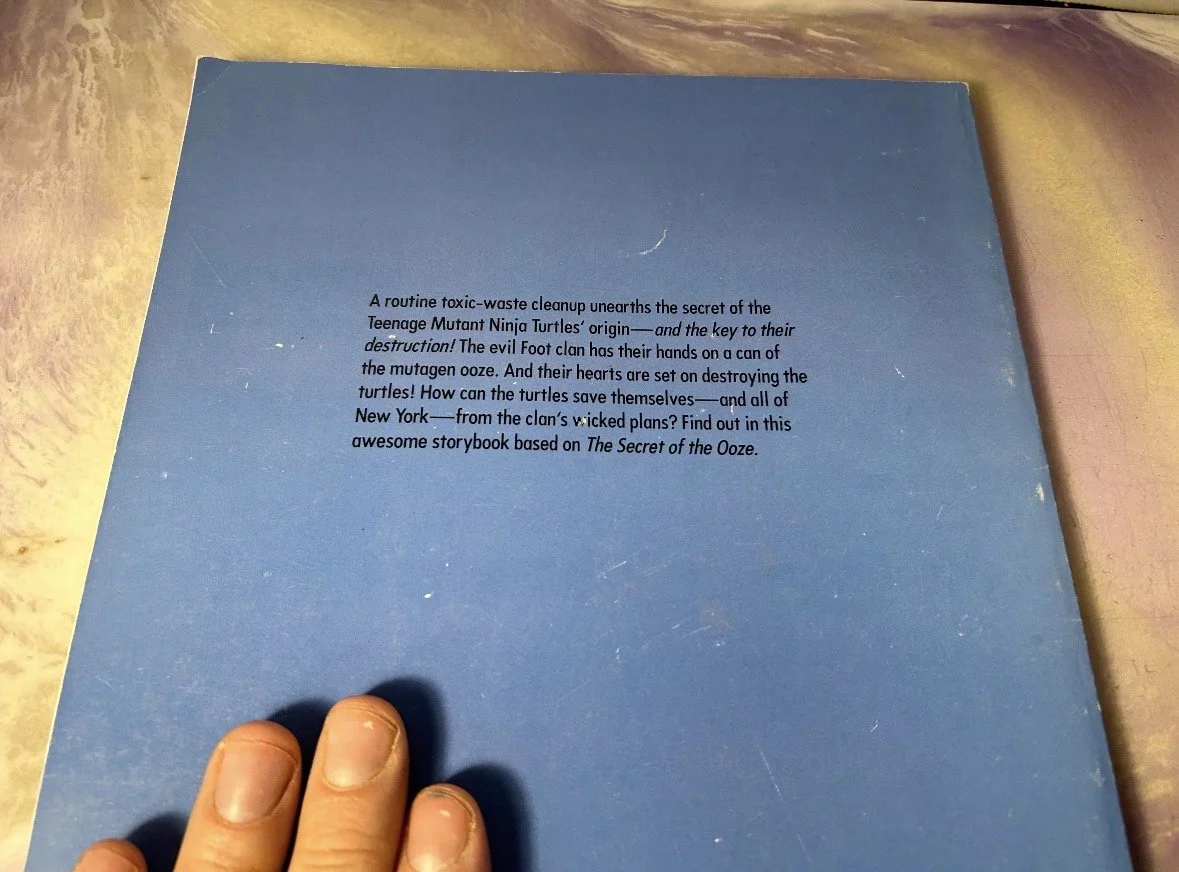 A routine toxic-waste cleanup unearths the secret of the
Teenage Mutant Ninja Turtles' origin—and the key to their
destruction! The evil Foot clan has their hands on a can of
the mutagen ooze. And their hearts are set on destroying the
turtles! How can the turtles save themselves—and all of
New York—from the clan's wicked plans? Find out in this
awesome storybook based on The Secret of the Ooze.